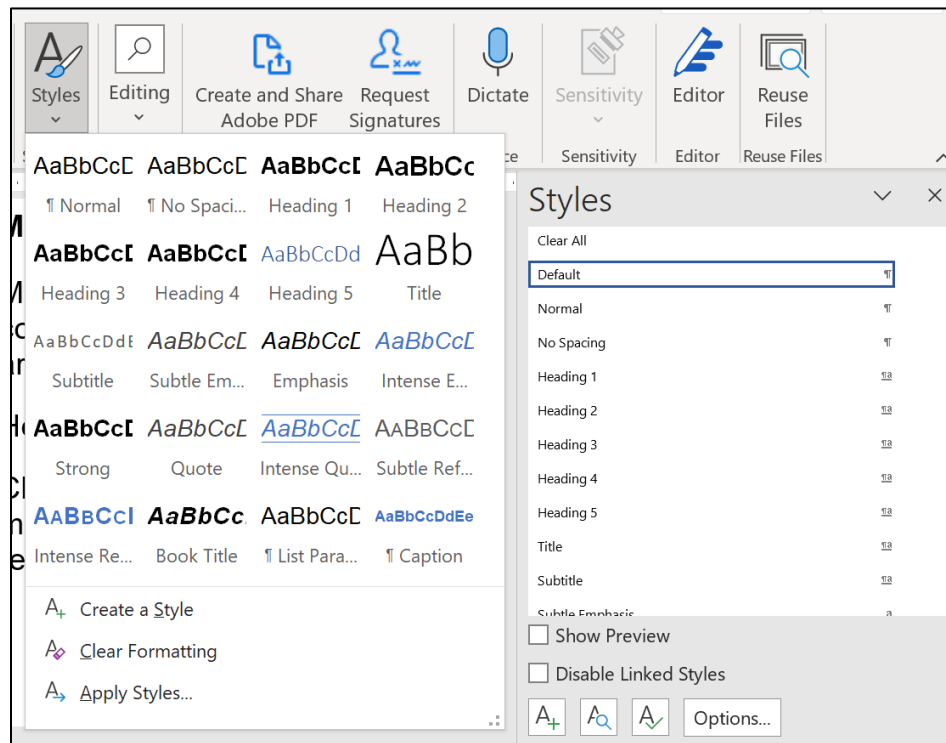 Styles
Editing
Create and Share
Adobe PDF
Request
Signatures
Dictate
Sensitivity
Editor
Reuse
Files
Sensitivity
Editor
Reuse Files
AaBbCcD AaBbCcD AaBbCcD AaBbCc
¶ Normal ¶ No Spaci... Heading 1 Heading 2
AaBbCcD AaBbCcD AaBbCcDd AaBb
Heading 3 Heading 4 Heading 5 Title
AaBbCcDdE AaBbCcD AaBbCcD AaBbCcD
Subtitle Subtle Em... Emphasis Intense E...
AaBbCcD AaBbCcD AaBbCcD AABBCCD
Strong Quote Intense Qu... Subtle Ref...
AABBCCD AaBbCc AaBbCcD AaBbCcDdEe
Intense Re... Book Title ¶ List Para... ¶ Caption
Create a Style
Clear Formatting
Apply Styles...
Styles
Clear All
Default ¶
Normal ¶
No Spacing ¶
Heading 1 ¶a
Heading 2 ¶a
Heading 3 ¶a
Heading 4 ¶a
Heading 5 ¶a
Title ¶a
Subtitle ¶a
Subtle Emphasis a
Show Preview
Disable Linked Styles
Options...